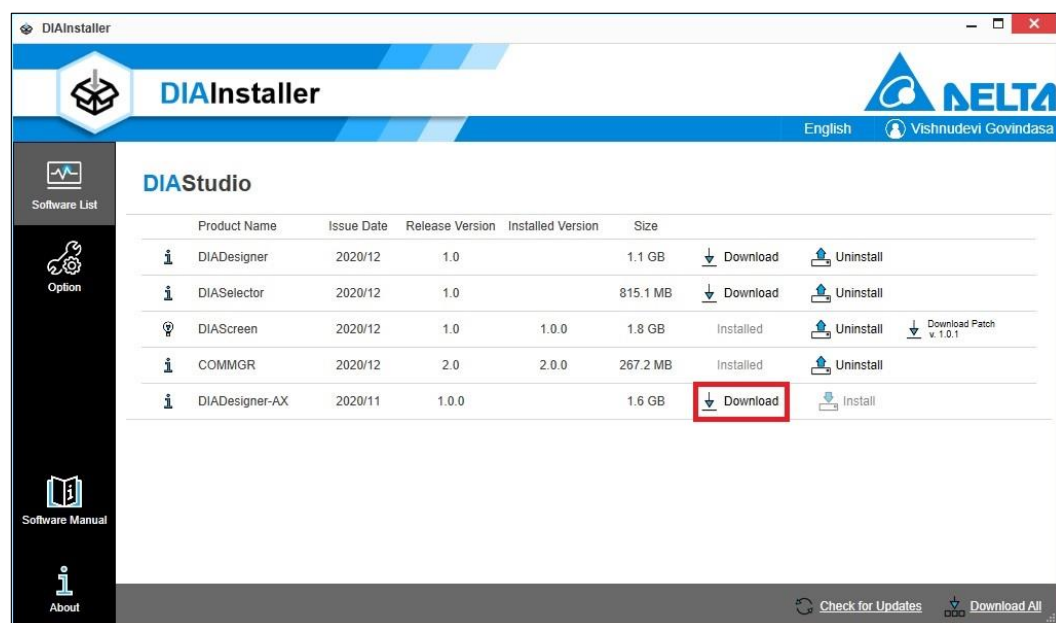 DIAInstaller
DIAInstaller
DELTA
English Vishnudevi Govindasa
Software List
Option
Software Manual
About
DIAStudio
Product Name Issue Date Release Version Installed Version Size
DIADesigner 2020/12 1.0 1.1 GB Download Uninstall
DIASelector 2020/12 1.0 815.1 MB Download Uninstall
DIAScreen 2020/12 1.0 1.0.0 1.8 GB Installed Uninstall Download Patch
v. 1.0.1
COMMGR 2020/12 2.0 2.0.0 267.2 MB Installed Uninstall
DIADesigner-AX 2020/11 1.0.0 1.6 GB Download Install
Check for Updates Download All